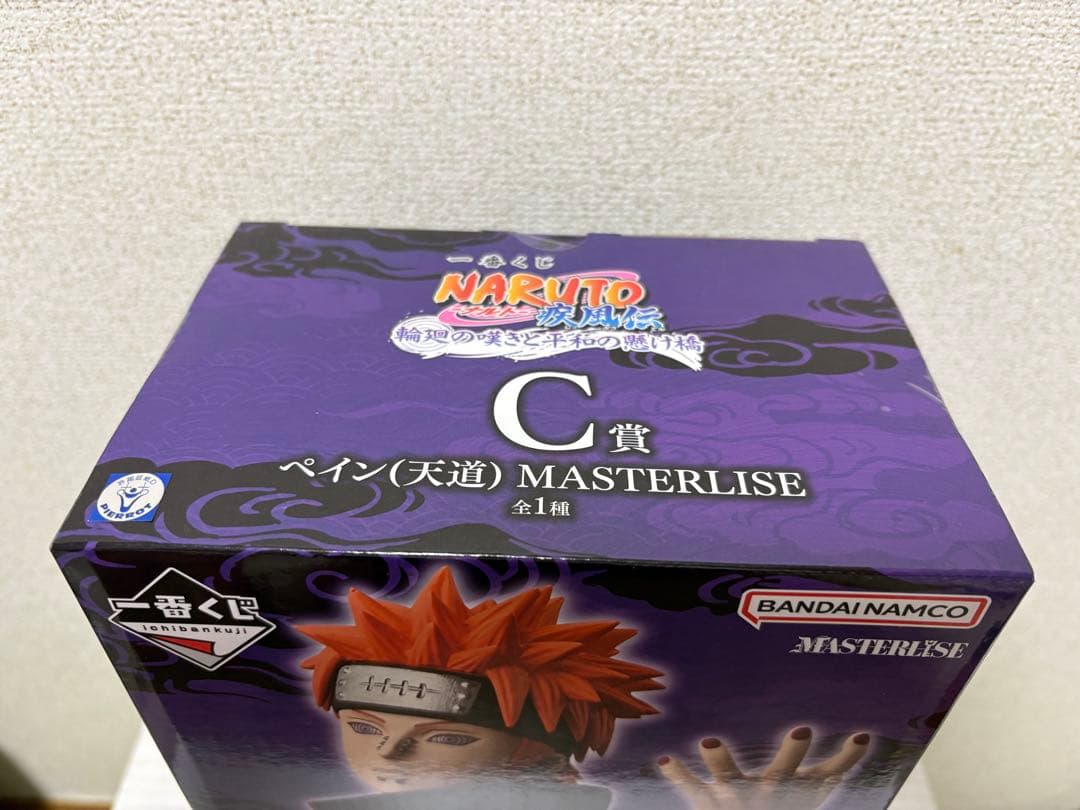 一番くじ
NARUTO
ナルト
疾風伝
輪廻の嘆きと平和の懸け橋
C賞
ペイン(天道) MASTERLISE
全1種
PIERROT
一番くじ
ichibankuji
BANDAI NAMCO
MASTERLISE